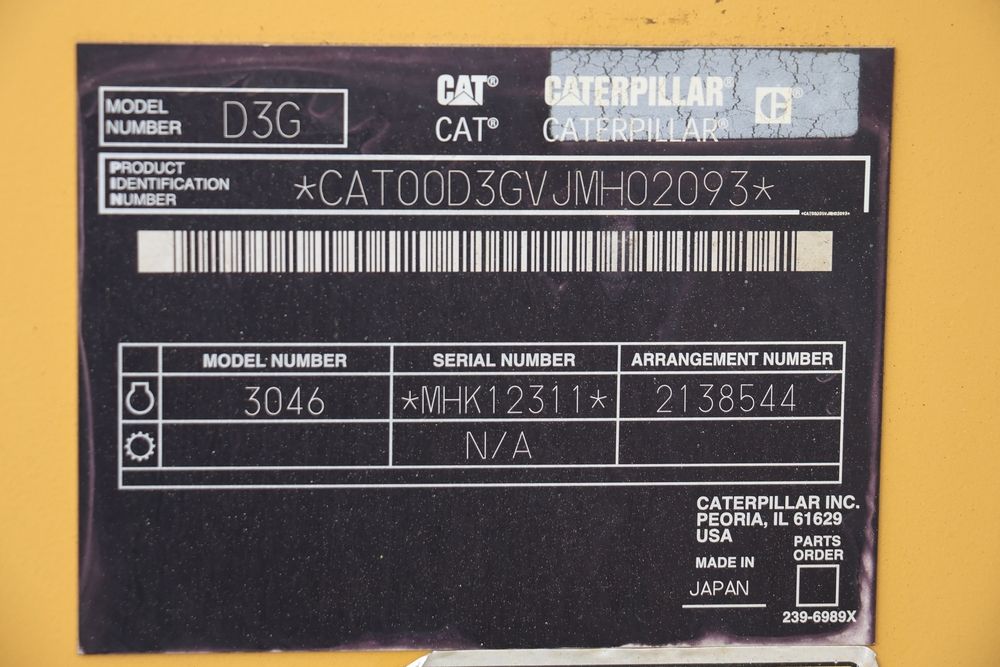 MODEL NUMBER D3G
CAT® CATERPILLAR® ®
CAT® CATERPILLAR®
PRODUCT
IDENTIFICATION
NUMBER
*CAT00D3GVJMH02093*
*CAT00D3GVJMH02093*
MODEL NUMBER SERIAL NUMBER ARRANGEMENT NUMBER
3046 *MHK12311* 2138544
N/A
CATERPILLAR INC.
PEORIA, IL 61629
USA
MADE IN
JAPAN
PARTS
ORDER
239-6989X